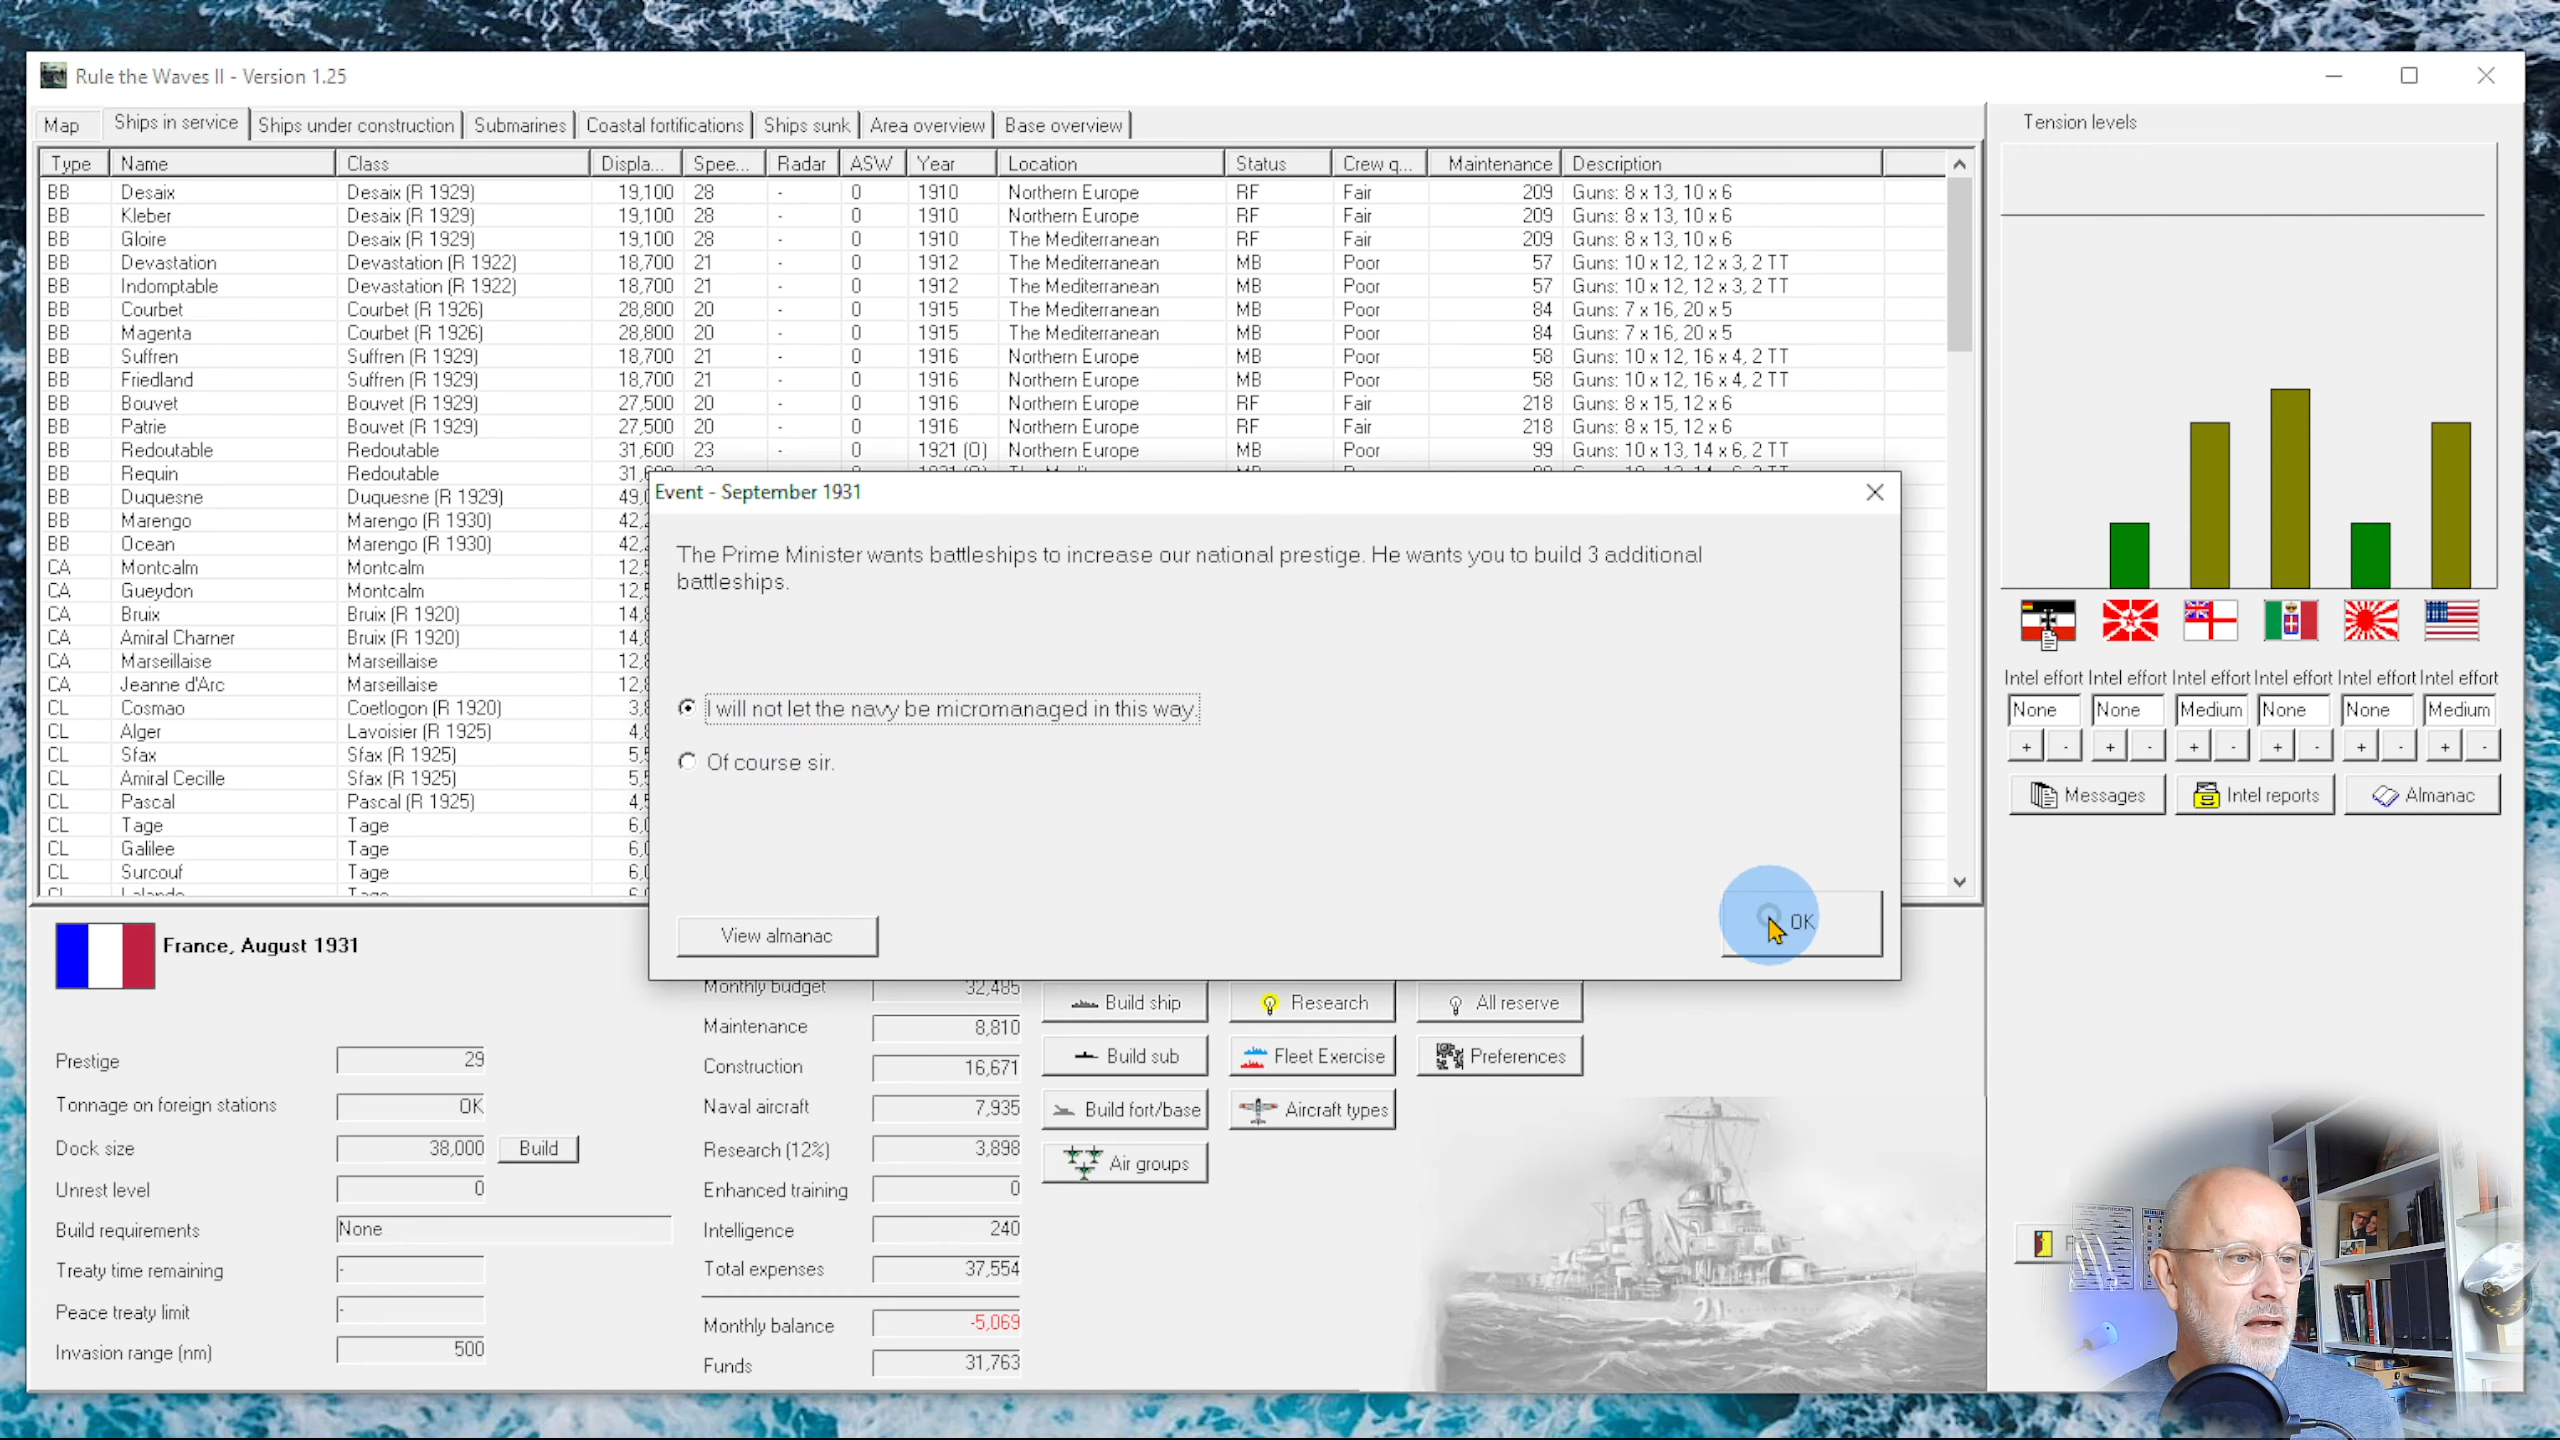 Rule the Waves II - Version 1.25
Map Ships in service Ships under construction Submarines Coastal fortifications Ships sunk Area overview Base overview
Type Name Class Displa... Spee... Radar ASW Year Location Status Crew q... Maintenance Description
BB Desaix Desaix (R 1929) 19,100 28 - 0 1910 Northern Europe RF Fair 209 Guns: 8 x 13, 10 x 6
BB Kleber Desaix (R 1929) 19,100 28 - 0 1910 Northern Europe RF Fair 209 Guns: 8 x 13, 10 x 6
BB Gloire Desaix (R 1929) 19,100 28 - 0 1910 The Mediterranean RF Fair 209 Guns: 8 x 13, 10 x 6
BB Devastation Devastation (R 1922) 18,700 21 - 0 1912 The Mediterranean MB Poor 57 Guns: 10 x 12, 12 x 3, 2 TT
BB Indomptable Devastation (R 1922) 18,700 21 - 0 1912 The Mediterranean MB Poor 57 Guns: 10 x 12, 12 x 3, 2 TT
BB Courbet Courbet (R 1926) 28,800 20 - 0 1915 The Mediterranean MB Poor 84 Guns: 7 x 16, 20 x 5
BB Magenta Courbet (R 1926) 28,800 20 - 0 1915 The Mediterranean MB Poor 84 Guns: 7 x 16, 20 x 5
BB Suffren Suffren (R 1929) 18,700 21 - 0 1916 Northern Europe MB Poor 58 Guns: 10 x 12, 16 x 4, 2 TT
BB Friedland Suffren (R 1929) 18,700 21 - 0 1916 Northern Europe MB Poor 58 Guns: 10 x 12, 16 x 4, 2 TT
BB Bouvet Bouvet (R 1929) 27,500 20 - 0 1916 Northern Europe RF Fair 218 Guns: 8 x 15, 12 x 6
BB Patrie Bouvet (R 1929) 27,500 20 - 0 1916 Northern Europe RF Fair 218 Guns: 8 x 15, 12 x 6
BB Redoutable Redoutable 31,600 23 - 0 1921 (O) Northern Europe MB Poor 99 Guns: 10 x 13, 14 x 6, 2 TT
BB Requin Redoutable
BB Duquesne Duquesne (R 1929) 49,
BB Marengo Marengo (R 1930) 42,
BB Ocean Marengo (R 1930) 42,
CA Montcalm Montcalm 12,
CA Gueydon Montcalm 12,
CA Bruix Bruix (R 1920) 14,
CA Amiral Charner Bruix (R 1920) 14,
CA Marseillaise Marseillaise 12,
CA Jeanne d'Arc Marseillaise 12,
CL Cosmao Coetlogon (R 1920) 3,
CL Alger Lavoisier (R 1925) 4,
CL Sfax Sfax (R 1925) 5,
CL Amiral Cecille Sfax (R 1925) 5,
CL Pascal Pascal (R 1925) 4,
CL Tage Tage 6,
CL Galilee Tage 6,
CL Surcouf Tage 6,
CL Lalande Tage 6,
Event - September 1931
The Prime Minister wants battleships to increase our national prestige. He wants you to build 3 additional
battleships.
I will not let the navy be micromanaged in this way.
Of course sir.
View almanac OK
Tension levels
Intel effort Intel effort Intel effort Intel effort Intel effort Intel effort
None None Medium None None Medium
+ - + - + - + - + - + -
Messages Intel reports Almanac
France, August 1931
Prestige 29
Tonnage on foreign stations OK
Dock size 38,000 Build
Unrest level 0
Build requirements None
Treaty time remaining -
Peace treaty limit -
Invasion range (nm) 500
Monthly budget 32,485
Maintenance 8,810
Construction 16,671
Naval aircraft 7,935
Research (12%) 3,898
Enhanced training 0
Intelligence 240
Total expenses 37,554
Monthly balance -5,069
Funds 31,763
Build ship Research All reserve
Build sub Fleet Exercise Preferences
Build fort/base Aircraft types
Air groups